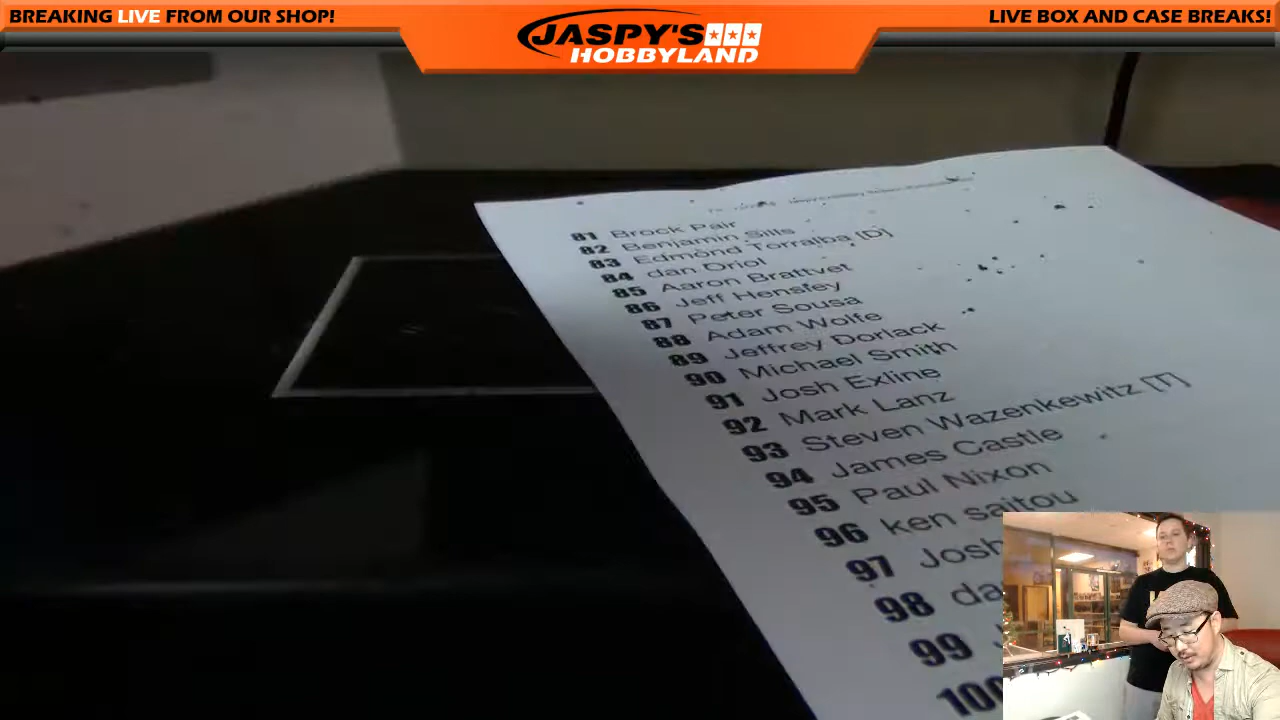 BREAKING LIVE FROM OUR SHOP!
JASPY'S
HOBBYLAND
LIVE BOX AND CASE BREAKS!
81 Brock Pair
82 Benjamin Sills
83 Edmond Torralba [D]
84 dan Oriol
85 Aaron Brattvet
86 Jeff Hensley
87 Peter Sousa
88 Adam Wolfe
89 Jeffrey Dorlack
90 Michael Smith
91 Josh Exline
92 Mark Lanz
93 Steven Wazenkewitz [T]
94 James Castle
95 Paul Nixon
96 ken saitou
97 Josh
98 da
99
100